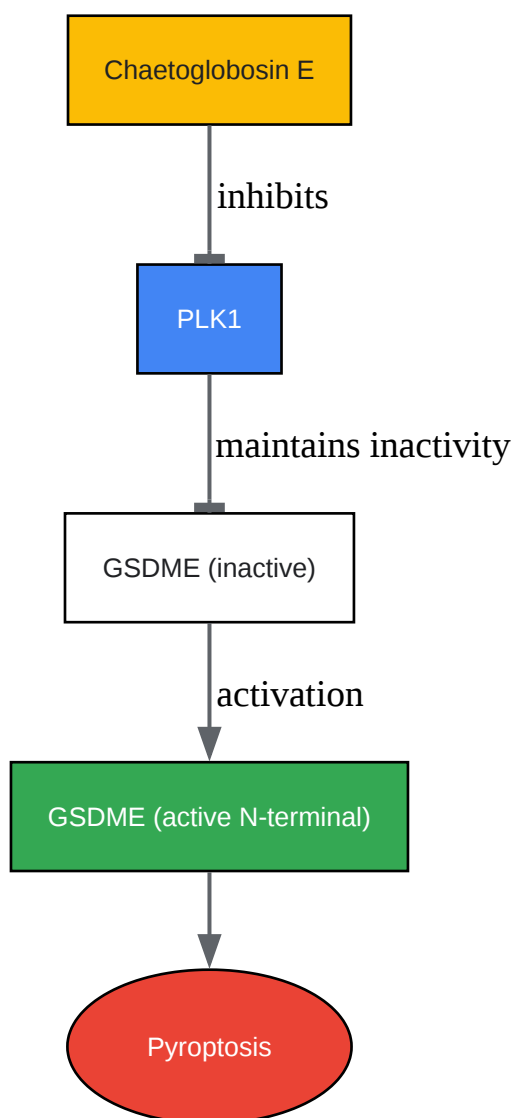 Chaetoglobosin E
inhibits
PLK1
maintains inactivity
GSDME (inactive)
activation
GSDME (active N-terminal)
Pyroptosis